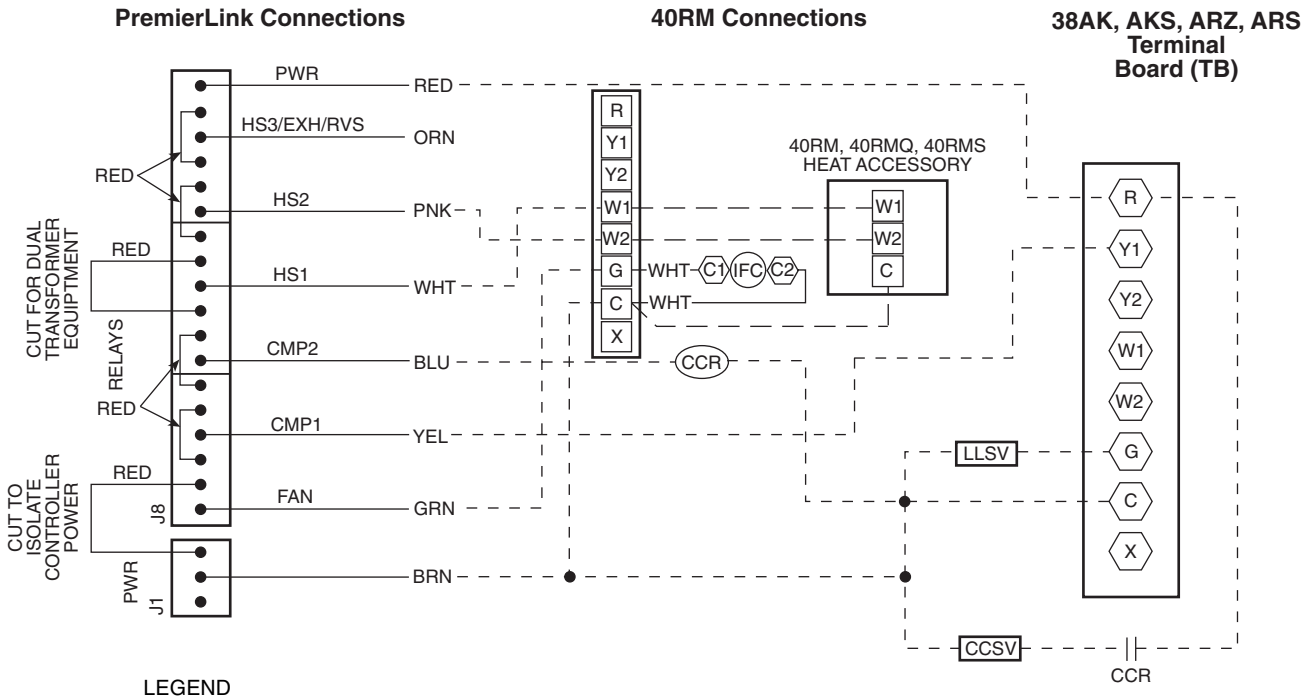 PremierLink Connections
40RM Connections
38AK, AKS, ARZ, ARS
Terminal
Board (TB)
PWR
RED
HS3/EXH/RVS
ORN
RED
HS2
PNK
CUT FOR DUAL
TRANSFORMER
EQUIPTMENT
RED
HS1
WHT
RELAYS
CMP2
BLU
RED
CMP1
YEL
CUT TO
ISOLATE
CONTROLLER
POWER
RED
J8
FAN
GRN
PWR
J1
BRN
R
Y1
Y2
W1
W2
G
C
X
WHT
C1
IFC
C2
WHT
CCR
40RM, 40RMQ, 40RMS
HEAT ACCESSORY
W1
W2
C
R
Y1
Y2
W1
W2
G
C
X
LLSV
CCSV
CCR
LEGEND